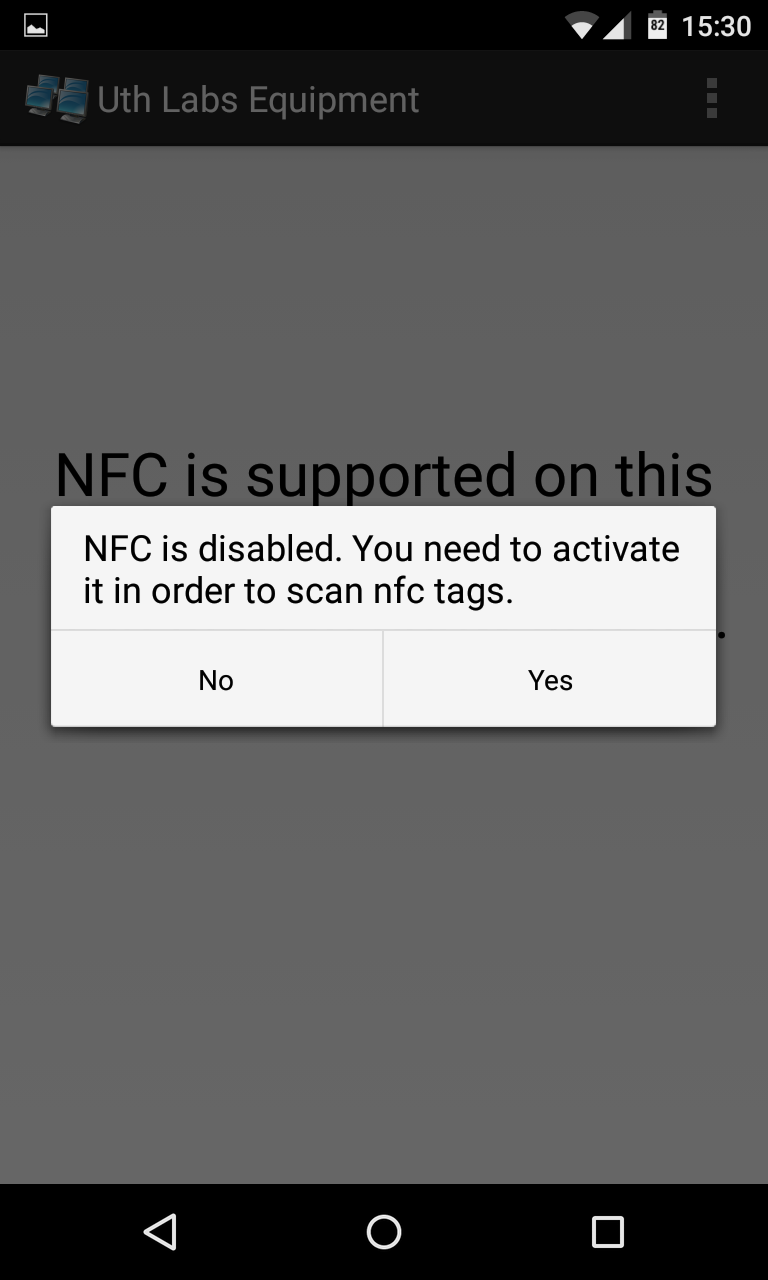 82 15:30
Uth Labs Equipment
NFC is supported on this
NFC is disabled. You need to activate
it in order to scan nfc tags.
.
No Yes